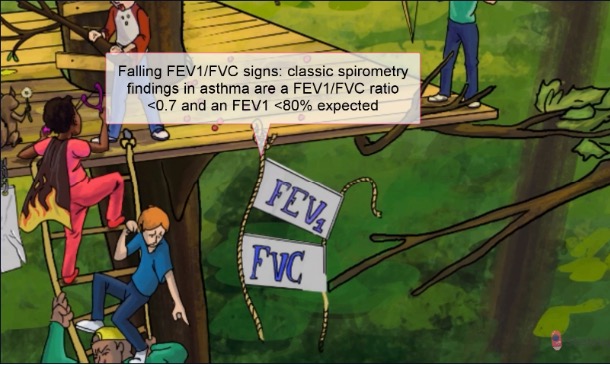 Falling FEV1/FVC signs: classic spirometry
findings in asthma are a FEV1/FVC ratio
<0.7 and an FEV1 <80% expected
FEV₁
FVC